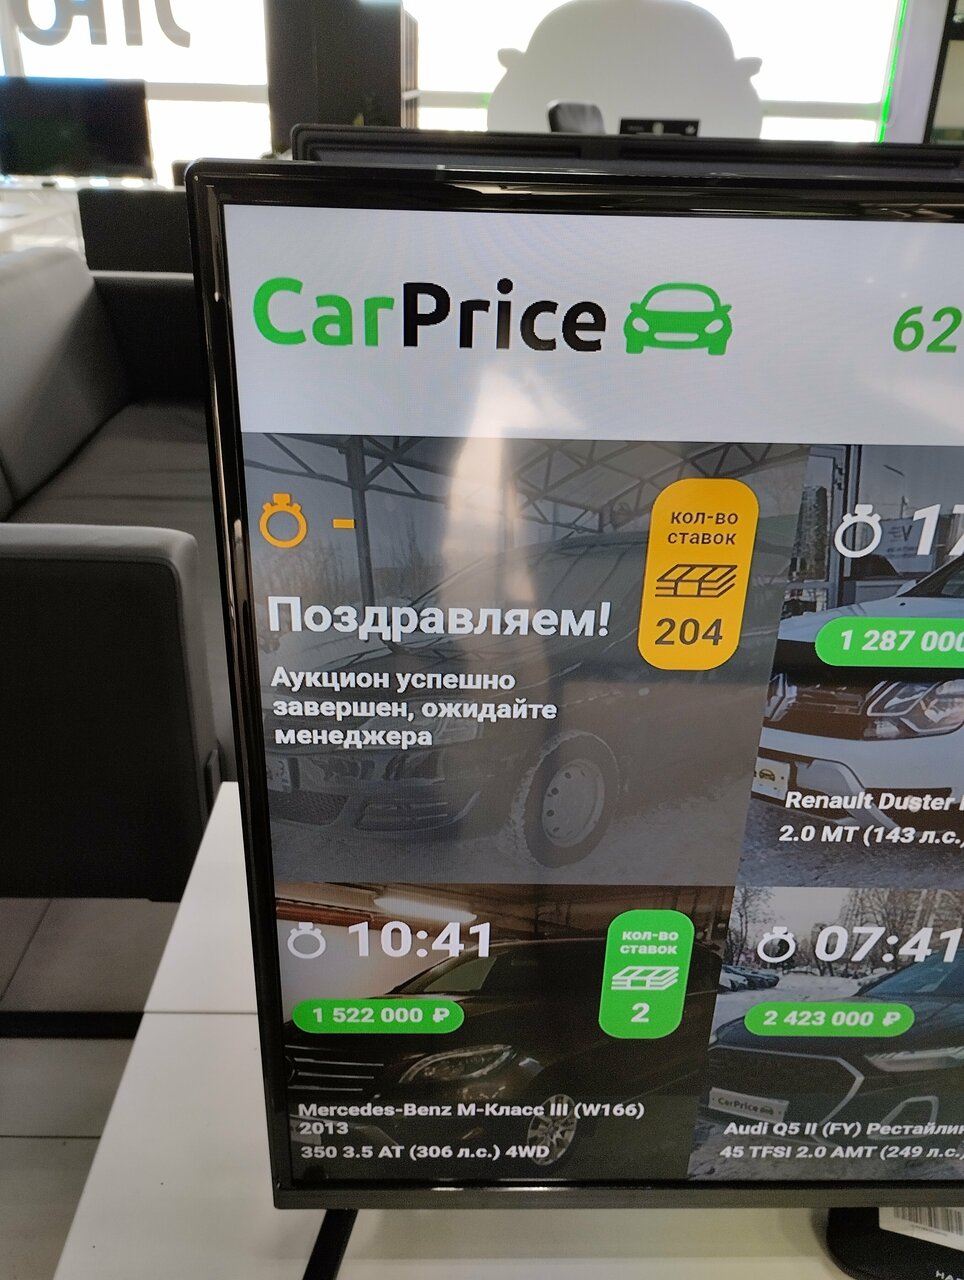 CarPrice
62
-
кол-во
ставок
204
Поздравляем!
Аукцион успешно
завершен, ожидайте
менеджера
17
1 287 000
Renault Duster
2.0 MT (143 л.с.)
10:41
кол-во
ставок
2
1 522 000 ₽
Mercedes-Benz M-Класс III (W166)
2013
350 3.5 AT (306 л.с.) 4WD
07:41
2 423 000 ₽
CarPrice
Audi Q5 II (FY) Рестайлин
45 TFSI 2.0 AMT (249 л.с.)